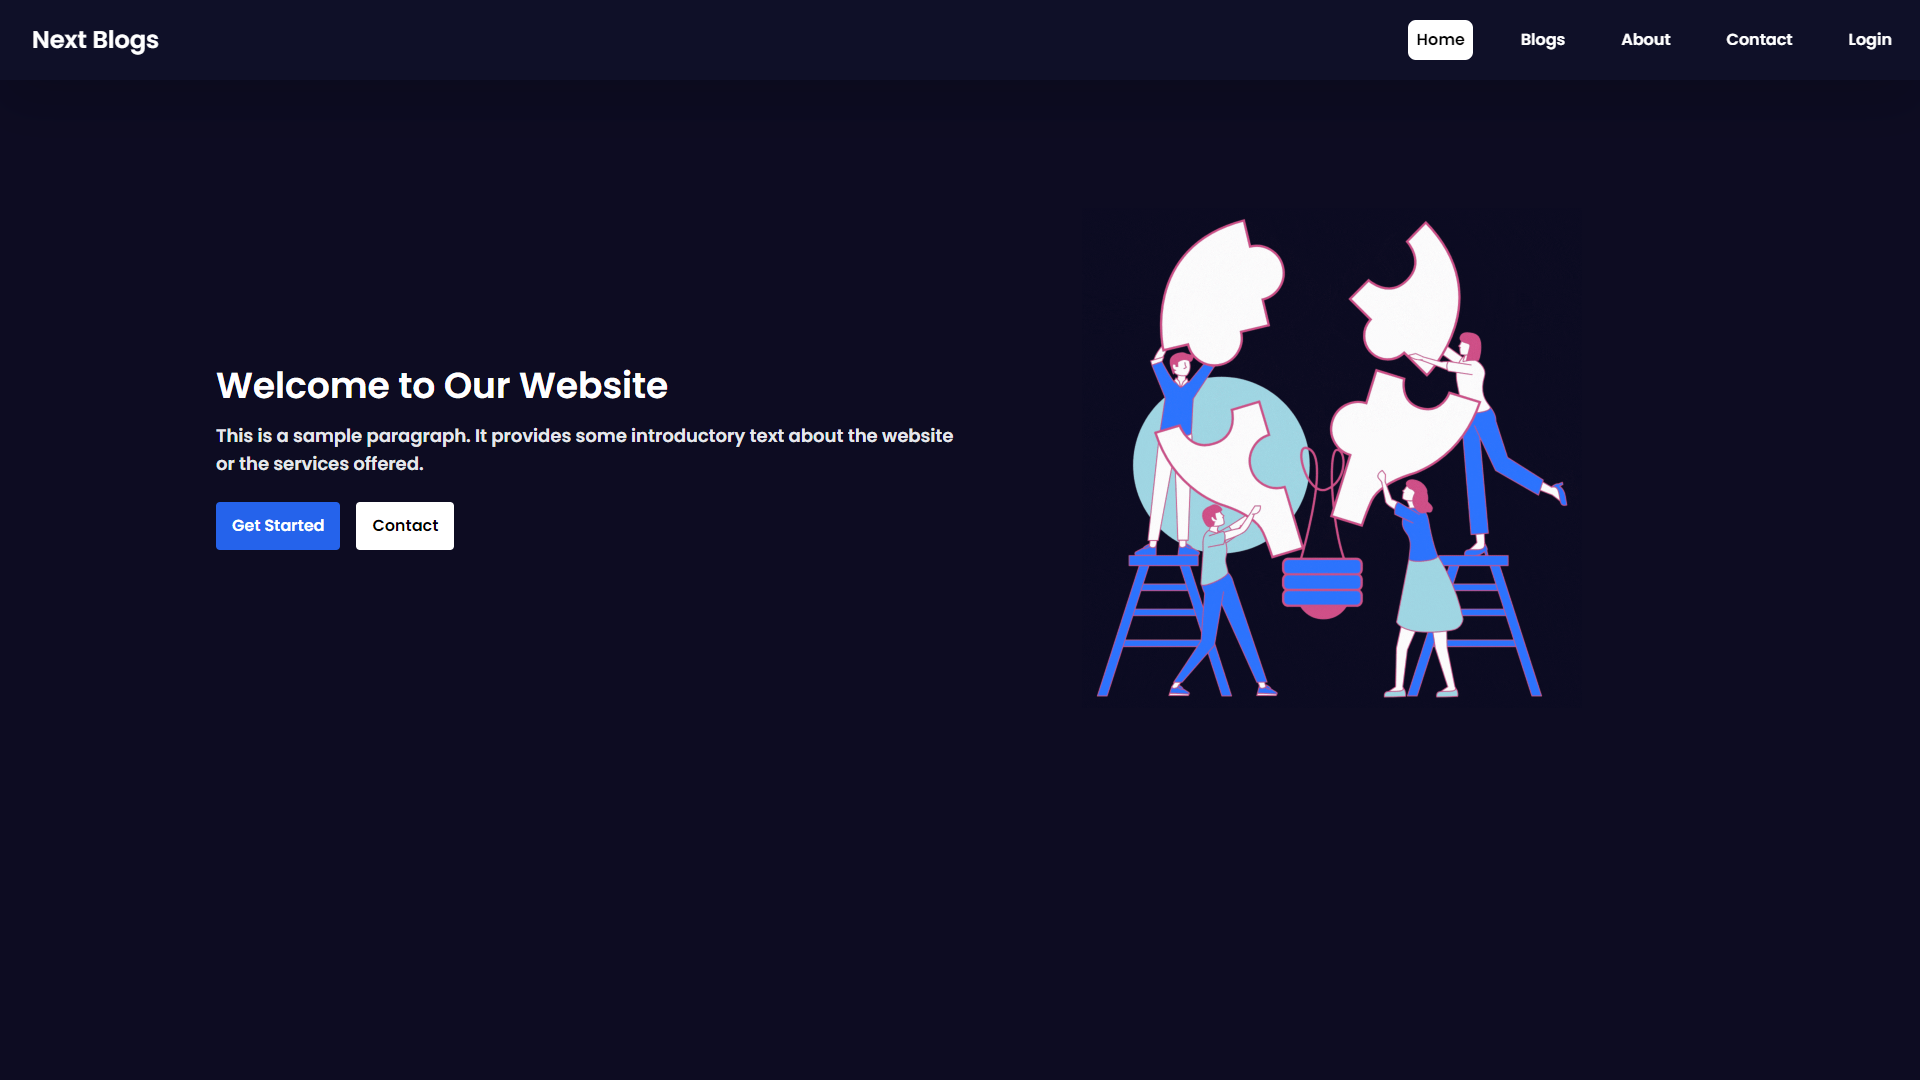 Next Blogs
Home
Blogs
About
Contact
Login
Welcome to Our Website
This is a sample paragraph. It provides some introductory text about the website
or the services offered.
Get Started
Contact